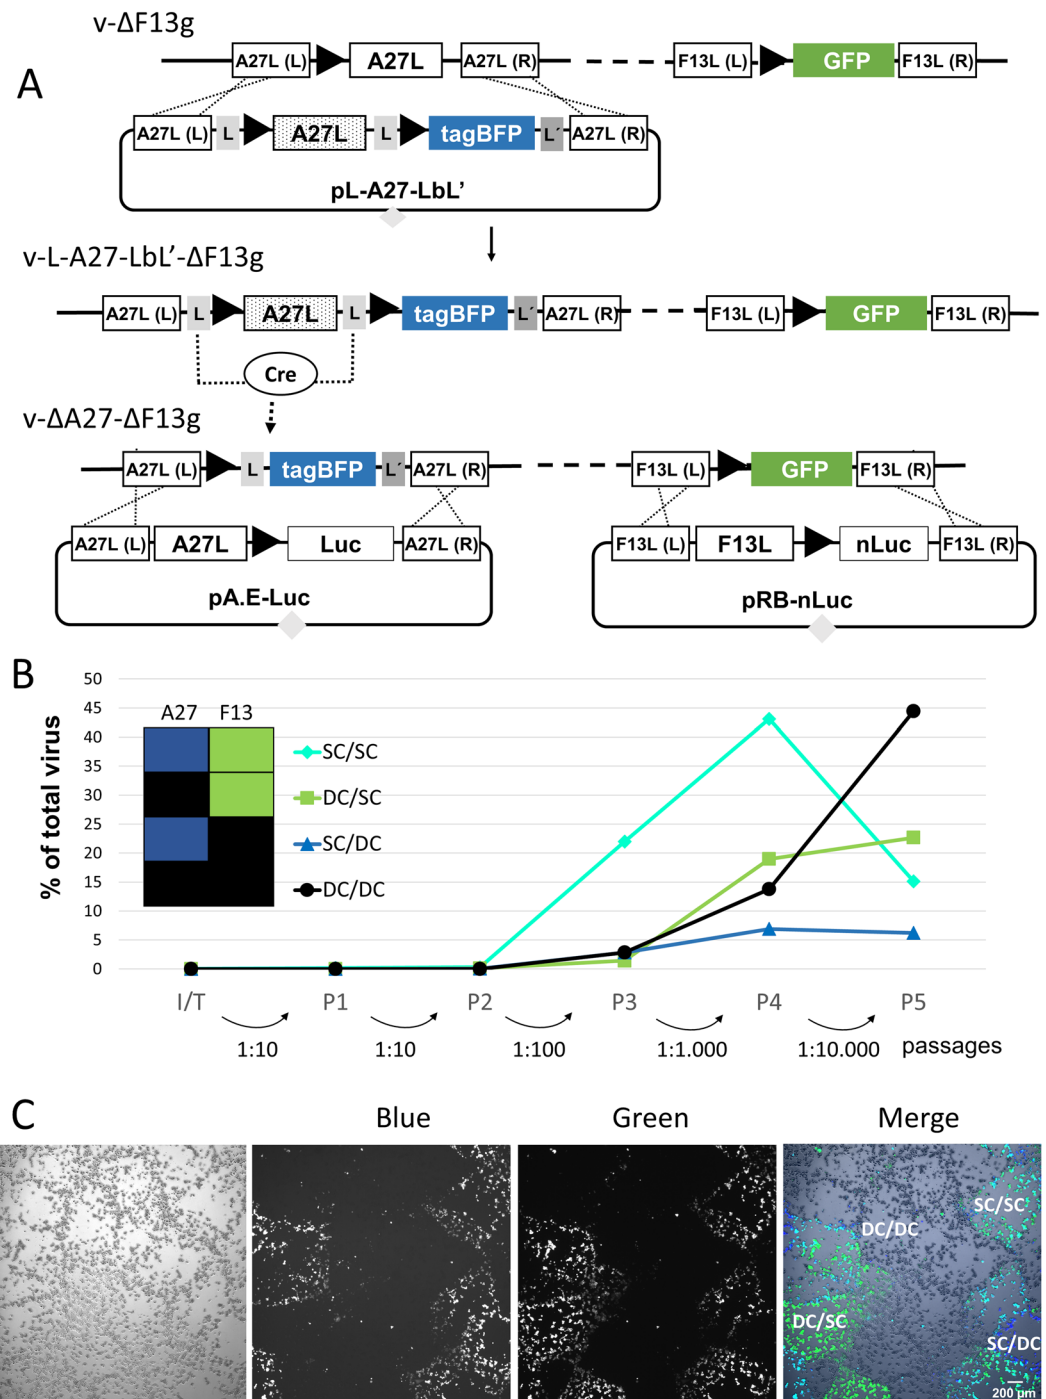 v-ΔF13g
A
A27L (L) A27L A27L (R) F13L (L) GFP F13L (R)
A27L (L) L A27L L tagBFP L´ A27L (R)
pL-A27-LbL’
v-L-A27-LbL’-ΔF13g
A27L (L) L A27L L tagBFP L´ A27L (R) F13L (L) GFP F13L (R)
Cre
v-ΔA27-ΔF13g
A27L (L) L tagBFP L´ A27L (R) F13L (L) GFP F13L (R)
A27L (L) A27L Luc A27L (R) F13L (L) F13L nLuc F13L (R)
pA.E-Luc pRB-nLuc
B
% of total virus
50
45
40
35
30
25
20
15
10
5
0
A27 F13
SC/SC
DC/SC
SC/DC
DC/DC
I/T P1 P2 P3 P4 P5
1:10 1:10 1:100 1:1.000 1:10.000 passages
C
Blue Green Merge
SC/SC
DC/DC
DC/SC
SC/DC
200 µm